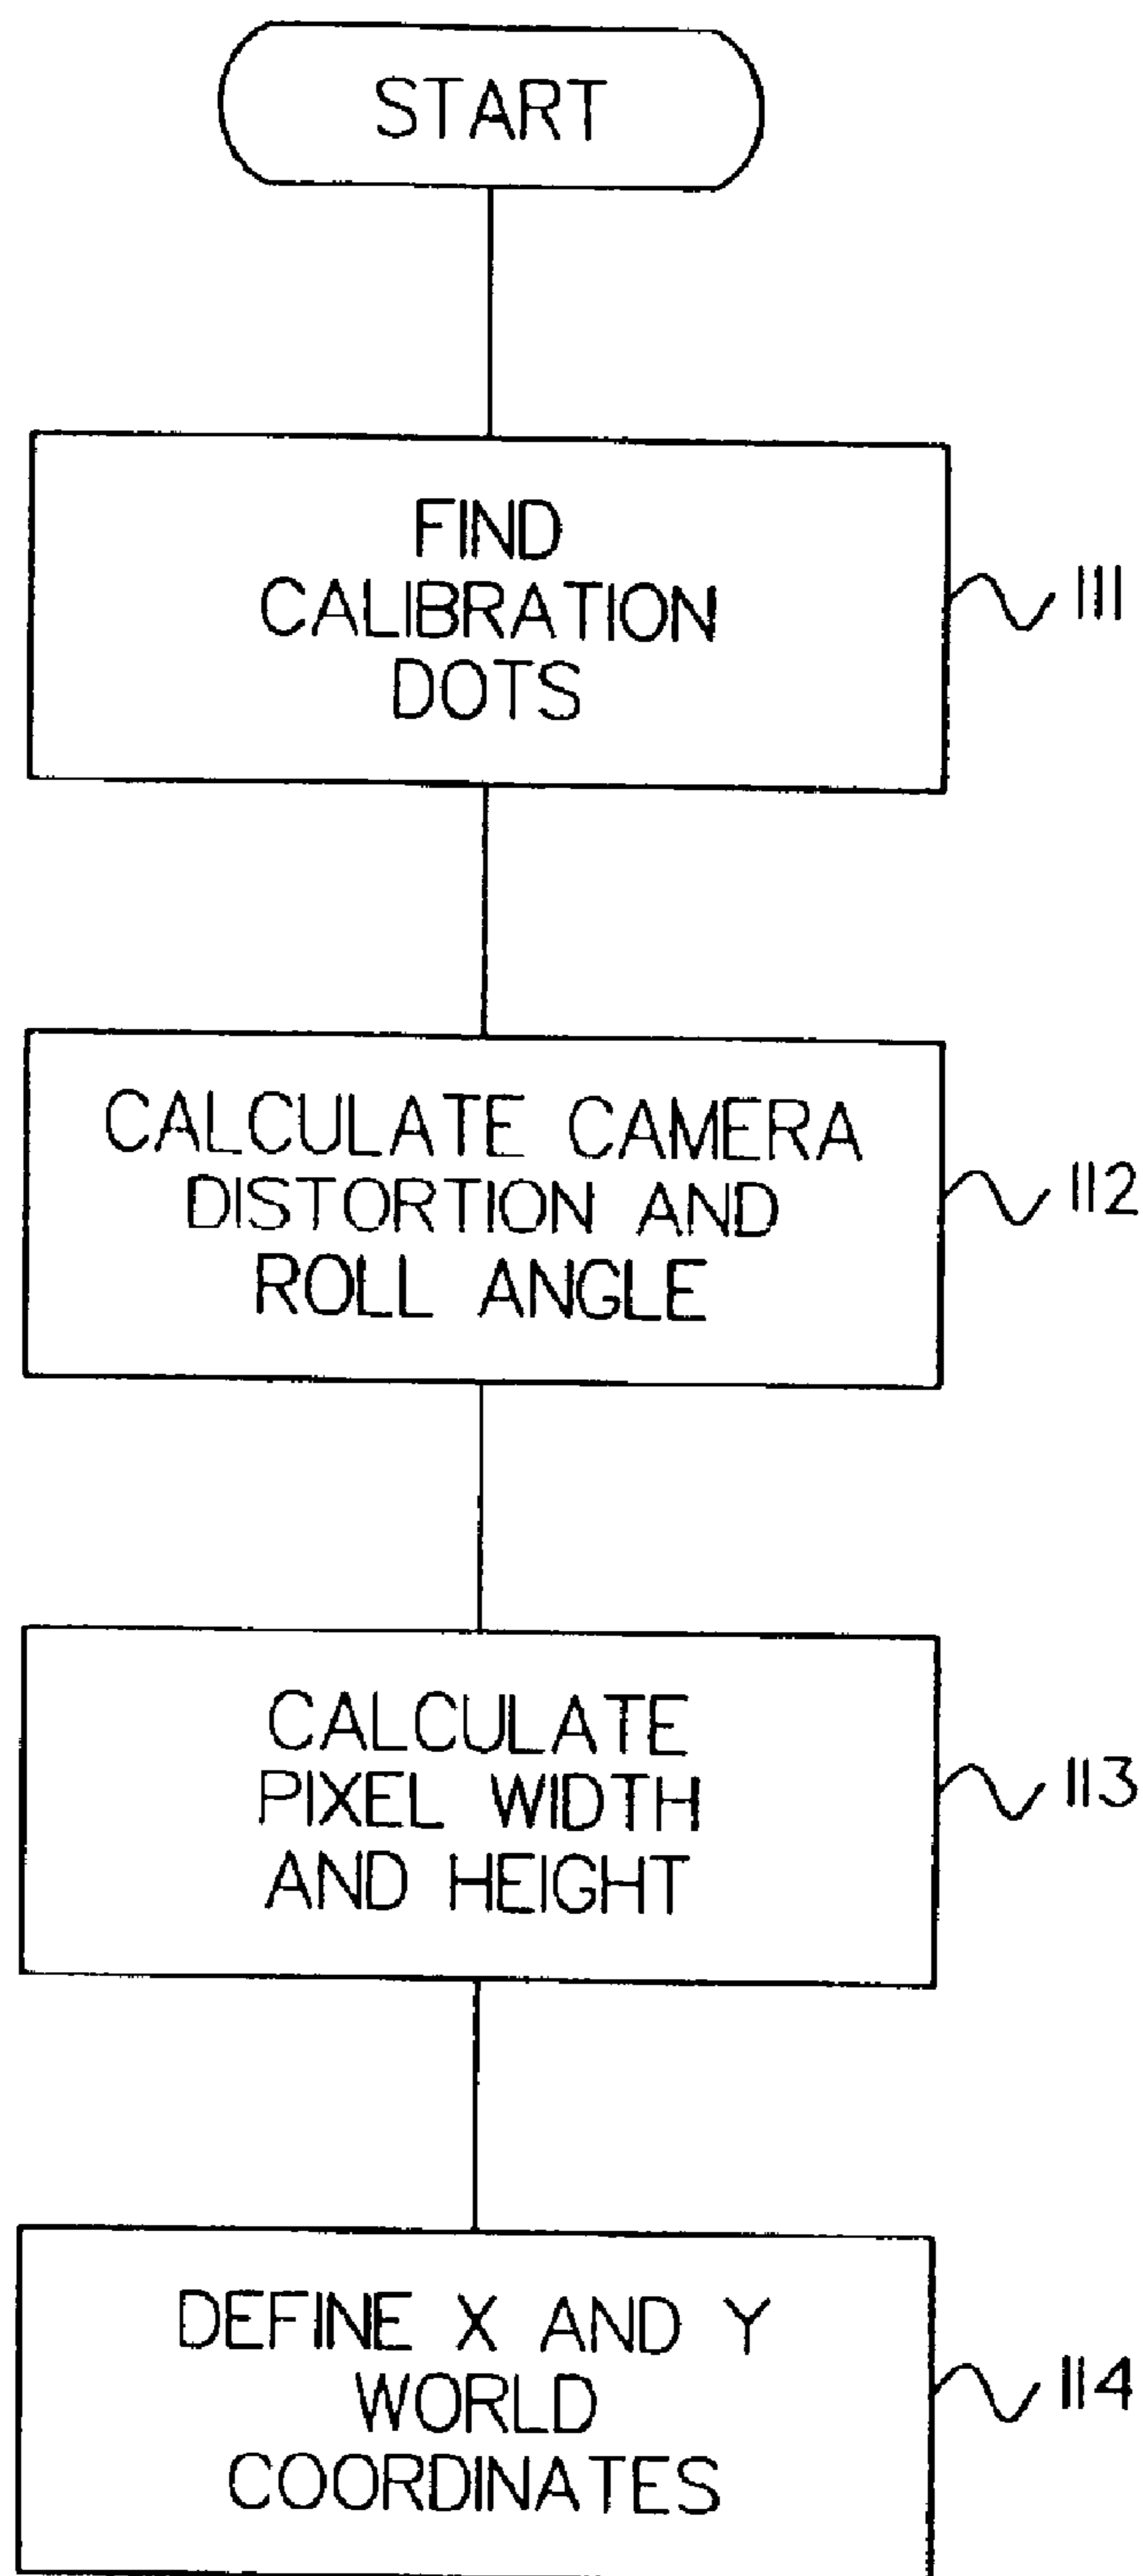 START
FIND
CALIBRATION
DOTS
111
CALCULATE CAMERA
DISTORTION AND
ROLL ANGLE
112
CALCULATE
PIXEL WIDTH
AND HEIGHT
113
DEFINE X AND Y
WORLD
COORDINATES
114